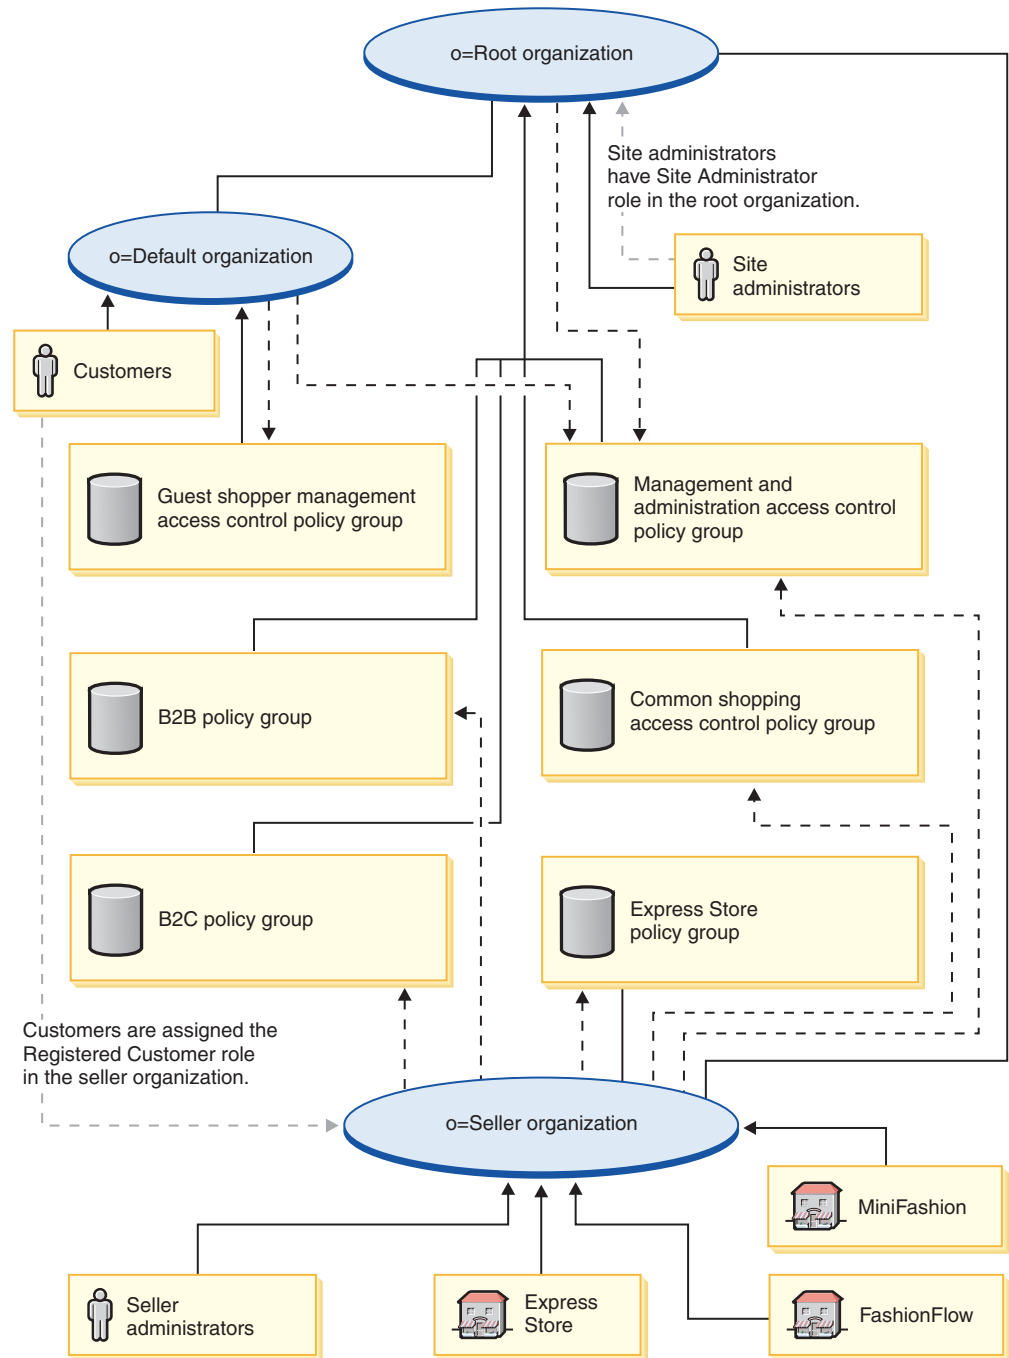 o=Root organization
Site administrators
have Site Administrator
role in the root organization.
o=Default organization
Site
administrators
Customers
Guest shopper management
access control policy group
Management and
administration access control
policy group
B2B policy group
Common shopping
access control policy group
B2C policy group
Express Store
policy group
Customers are assigned the
Registered Customer role
in the seller organization.
o=Seller organization
MiniFashion
Seller
administrators
Express
Store
FashionFlow